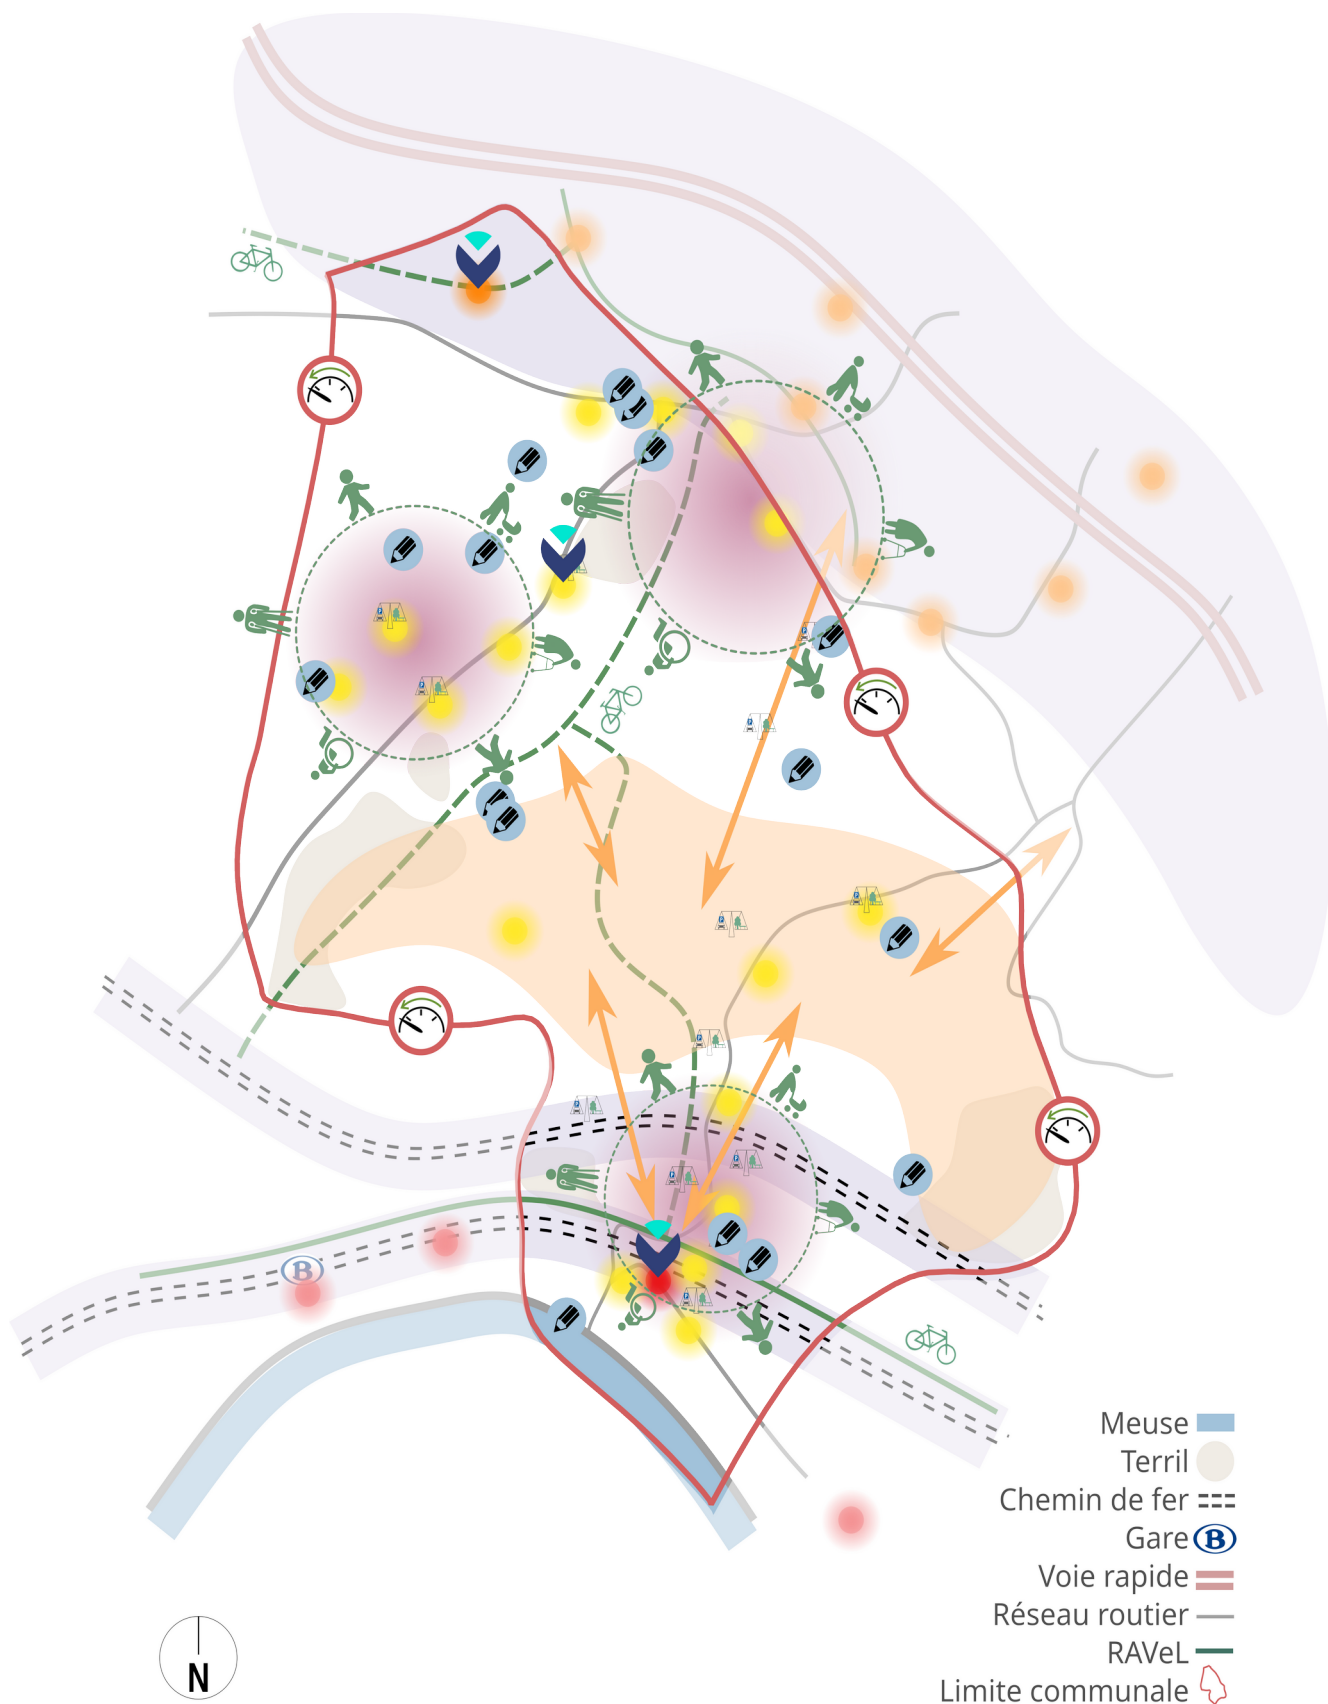 B
Meuse
Terril
Chemin de fer
Gare B
Voie rapide
Réseau routier
RAVeL
Limite communale
N